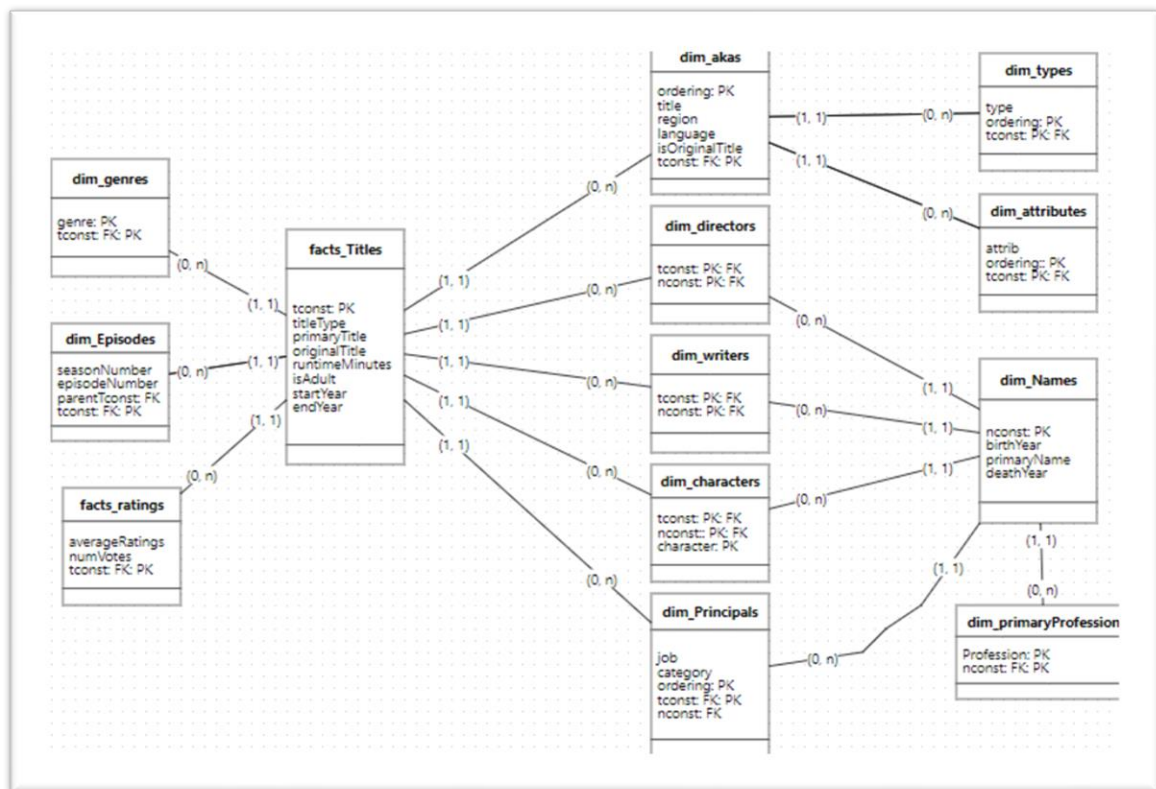 dim_akas
ordering: PK
title
region
language
isOriginalTitle
tconst: FK: PK
dim_types
type
ordering: PK
tconst: PK: FK
(1, 1)
(0, n)
(1, 1)
(0, n)
dim_attributes
attrib
ordering:: PK
tconst: PK: FK
dim_genres
genre: PK
tconst: FK: PK
(0, n)
(1, 1)
facts_Titles
tconst: PK
titleType
primaryTitle
originalTitle
runtimeMinutes
isAdult
startYear
endYear
(0, n)
(1, 1)
dim_directors
tconst: PK: FK
nconst: PK: FK
(0, n)
(1, 1)
(0, n)
(1, 1)
dim_Episodes
seasonNumber
episodeNumber
parentTconst: FK
tconst: FK: PK
(0, n)
(1, 1)
dim_writers
tconst: PK: FK
nconst: PK: FK
(1, 1)
(0, n)
(0, n)
(1, 1)
dim_Names
nconst: PK
birthYear
primaryName
deathYear
facts_ratings
averageRatings
numVotes
tconst: FK: PK
(1, 1)
(0, n)
dim_characters
tconst: PK: FK
nconst:: PK: FK
character: PK
(1, 1)
(0, n)
(0, n)
(1, 1)
dim_Principals
job
category
ordering: PK
tconst: FK: PK
nconst: FK
(1, 1)
(0, n)
(0, n)
(1, 1)
(1, 1)
(0, n)
dim_primaryProfession
Profession: PK
nconst: FK: PK